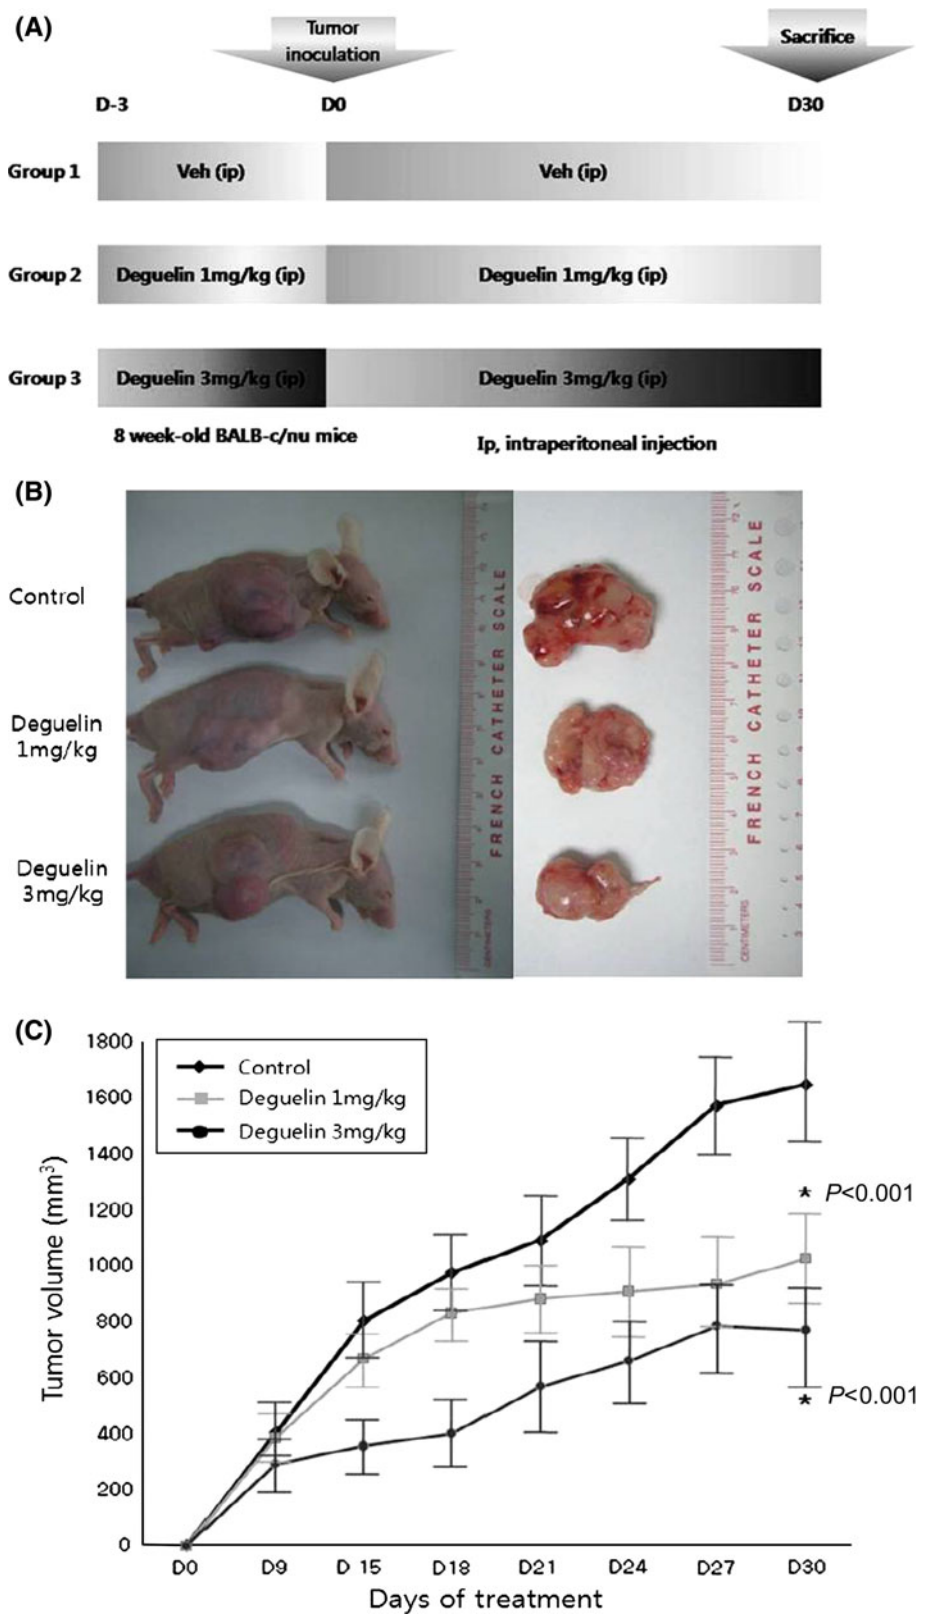 (A)
Tumor
inoculation
Sacrifice
D-3
D0
D30
Group 1
Veh (ip)
Veh (ip)
Group 2
Deguelin 1mg/kg (ip)
Deguelin 1mg/kg (ip)
Group 3
Deguelin 3mg/kg (ip)
Deguelin 3mg/kg (ip)
8 week-old BALB-c/nu mice
Ip, intraperitoneal injection
(B)
Control
Deguelin
1mg/kg
Deguelin
3mg/kg
FRENCH CATHETER SCALE
CENTIMETERS
FRENCH CATHETER SCALE
CENTIMETERS
(C)
Tumor volume (mm³)
1800
1600
1400
1200
1000
800
600
400
200
0
Control
Deguelin 1mg/kg
Deguelin 3mg/kg
* P<0.001
* P<0.001
D0
D9
D 15
D18
D21
D24
D27
D30
Days of treatment